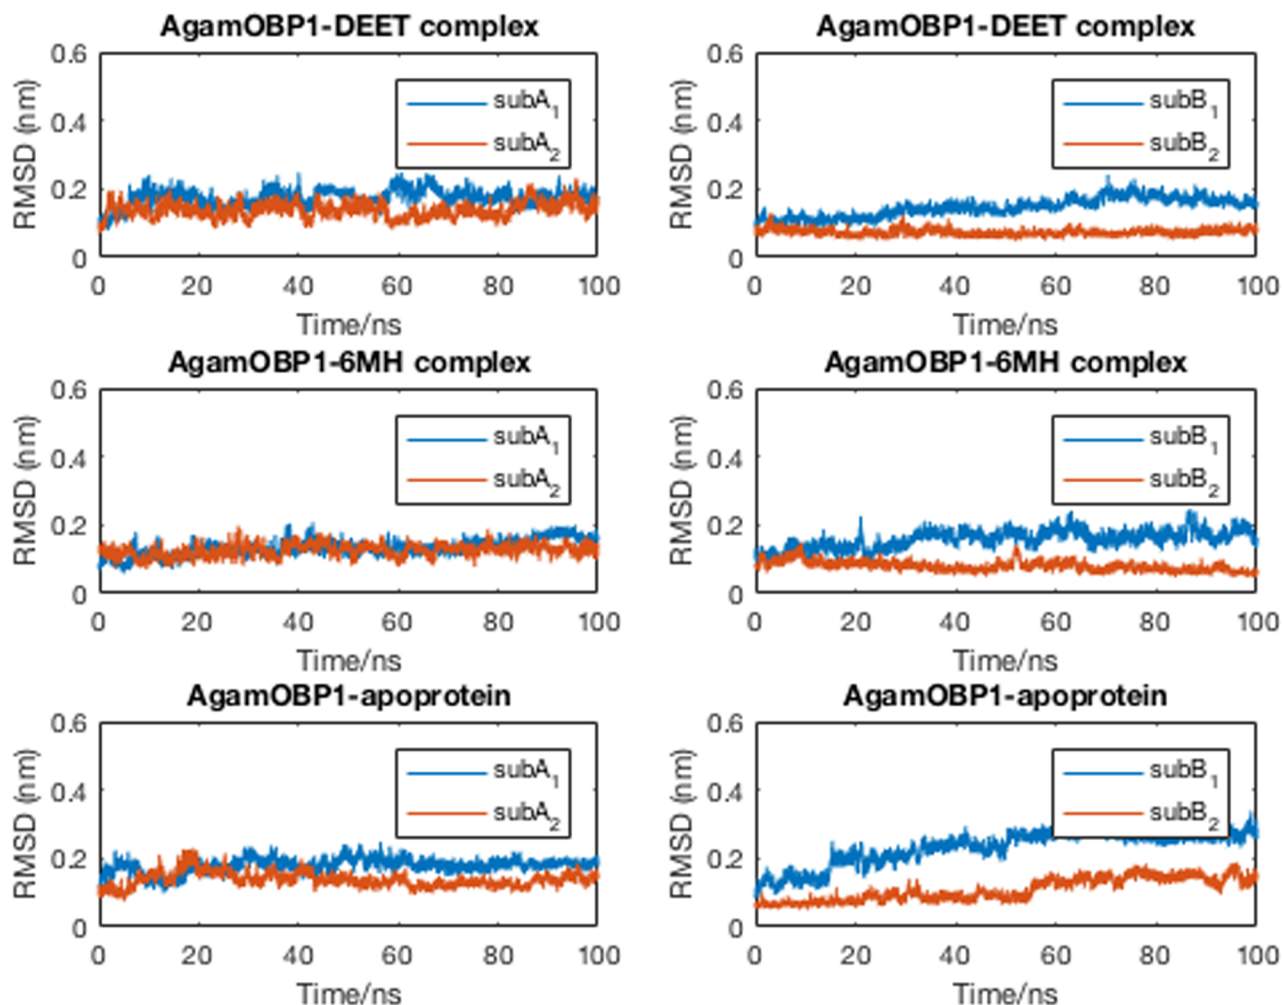 AgamOBP1-DEET complex
0.6
0.4
0.2
0
RMSD (nm)
subA1
subA2
0 20 40 60 80 100
Time/ns
AgamOBP1-DEET complex
0.6
0.4
0.2
0
RMSD (nm)
subB1
subB2
0 20 40 60 80 100
Time/ns
AgamOBP1-6MH complex
0.6
0.4
0.2
0
RMSD (nm)
subA1
subA2
0 20 40 60 80 100
Time/ns
AgamOBP1-6MH complex
0.6
0.4
0.2
0
RMSD (nm)
subB1
subB2
0 20 40 60 80 100
Time/ns
AgamOBP1-apoprotein
0.6
0.4
0.2
0
RMSD (nm)
subA1
subA2
0 20 40 60 80 100
Time/ns
AgamOBP1-apoprotein
0.6
0.4
0.2
0
RMSD (nm)
subB1
subB2
0 20 40 60 80 100
Time/ns